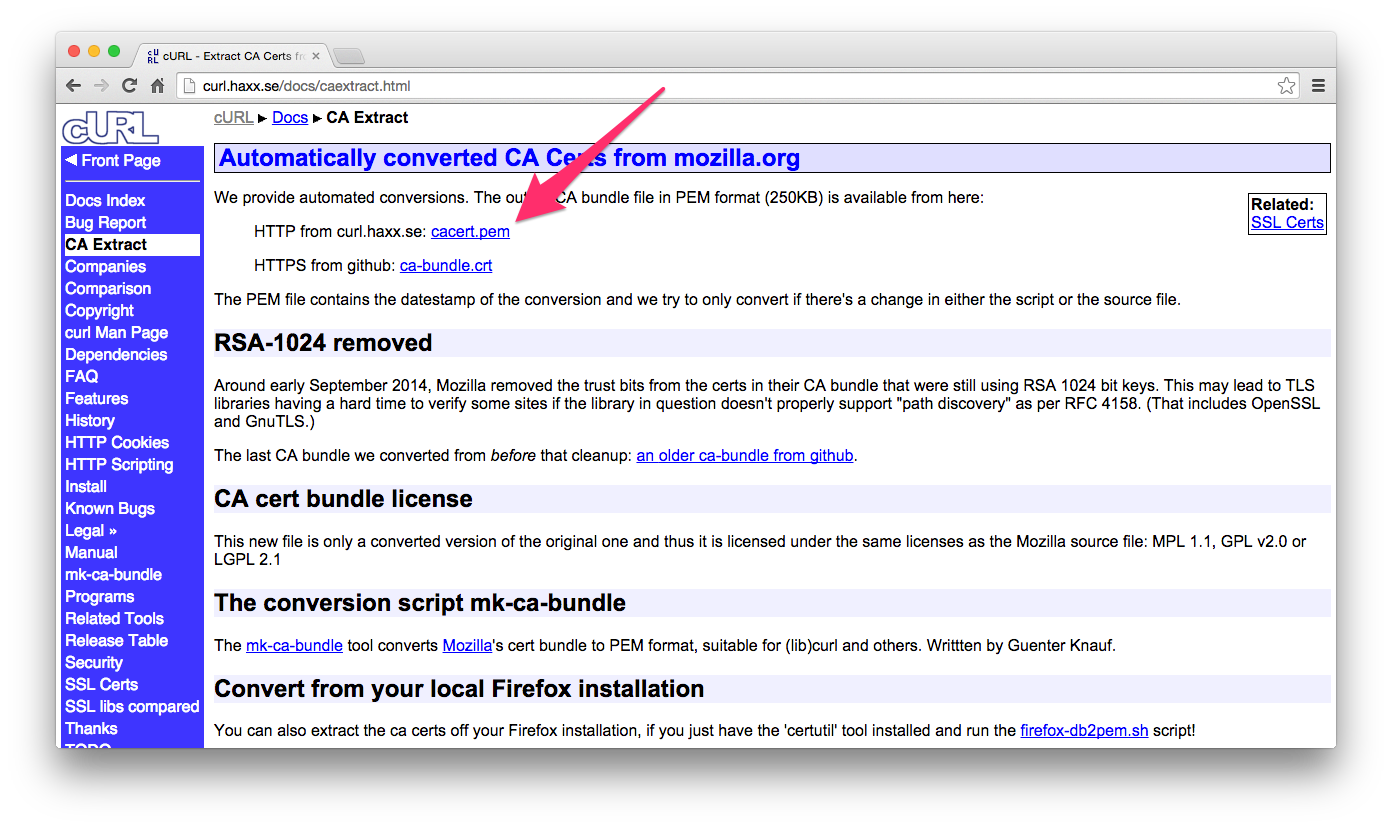 cURL - Extract CA Certs fr
curl.haxx.se/docs/caextract.html
cURL
cURL ▶ Docs ▶ CA Extract
◀ Front Page
Docs Index
Bug Report
CA Extract
Companies
Comparison
Copyright
curl Man Page
Dependencies
FAQ
Features
History
HTTP Cookies
HTTP Scripting
Install
Known Bugs
Legal »
Manual
mk-ca-bundle
Programs
Related Tools
Release Table
Security
SSL Certs
SSL libs compared
Thanks
TODO
Automatically converted CA Certs from mozilla.org
We provide automated conversions. The CA bundle file in PEM format (250KB) is available from here:
Related:
SSL Certs
HTTP from curl.haxx.se: cacert.pem
HTTPS from github: ca-bundle.crt
The PEM file contains the datestamp of the conversion and we try to only convert if there's a change in either the script or the source file.
RSA-1024 removed
Around early September 2014, Mozilla removed the trust bits from the certs in their CA bundle that were still using RSA 1024 bit keys. This may lead to TLS
libraries having a hard time to verify some sites if the library in question doesn't properly support "path discovery" as per RFC 4158. (That includes OpenSSL
and GnuTLS.)
The last CA bundle we converted from before that cleanup: an older ca-bundle from github.
CA cert bundle license
This new file is only a converted version of the original one and thus it is licensed under the same licenses as the Mozilla source file: MPL 1.1, GPL v2.0 or
LGPL 2.1
The conversion script mk-ca-bundle
The mk-ca-bundle tool converts Mozilla's cert bundle to PEM format, suitable for (lib)curl and others. Writtten by Guenter Knauf.
Convert from your local Firefox installation
You can also extract the ca certs off your Firefox installation, if you just have the 'certutil' tool installed and run the firefox-db2pem.sh script!